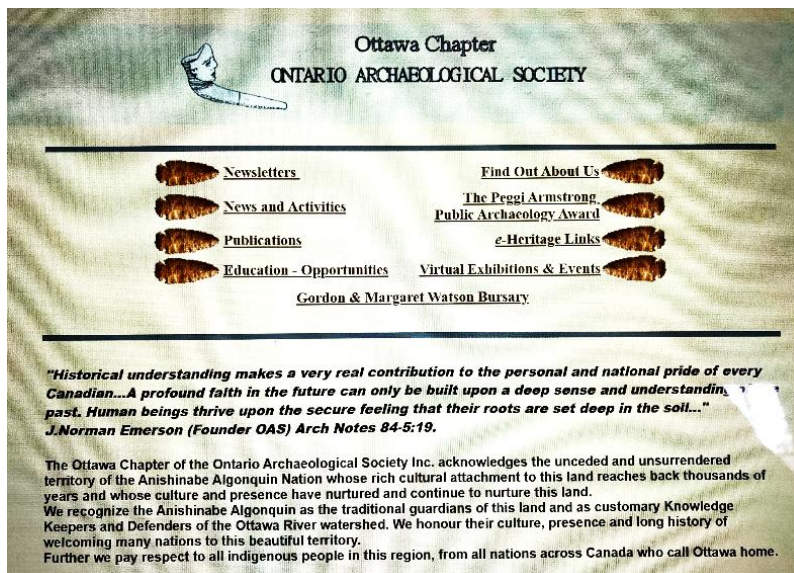 Ottawa Chapter
ONTARIO ARCHAEOLOGICAL SOCIETY
Newsletters
Find Out About Us
News and Activities
The Peggi Armstrong
Public Archaeology Award
Publications
e-Heritage Links
Education - Opportunities
Virtual Exhibitions & Events
Gordon & Margaret Watson Bursary
"Historical understanding makes a very real contribution to the personal and national pride of every
Canadian...A profound faith in the future can only be built upon a deep sense and understanding
past. Human beings thrive upon the secure feeling that their roots are set deep in the soil..."
J.Norman Emerson (Founder OAS) Arch Notes 84-5:19.
The Ottawa Chapter of the Ontario Archaeological Society Inc. acknowledges the unceded and unsurrendered
territory of the Anishinabe Algonquin Nation whose rich cultural attachment to this land reaches back thousands of
years and whose culture and presence have nurtured and continue to nurture this land.
We recognize the Anishinabe Algonquin as the traditional guardians of this land and as customary Knowledge
Keepers and Defenders of the Ottawa River watershed. We honour their culture, presence and long history of
welcoming many nations to this beautiful territory.
Further we pay respect to all indigenous people in this region, from all nations across Canada who call Ottawa home.